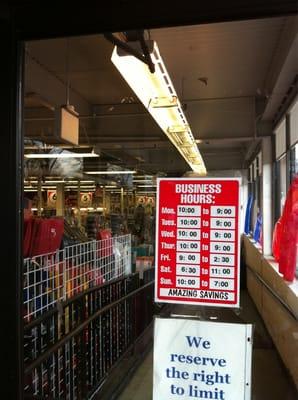 BUSINESS
HOURS:
Mon. 10:00 to 9:00
Tues. 10:00 to 9:00
Wed. 10:00 to 9:00
Thur. 10:00 to 9:00
Fri. 9:00 to 2:30
Sat. 6:30 to 11:00
Sun. 10:00 to 7:00
AMAZING SAVINGS
We
reserve the
right to
limit